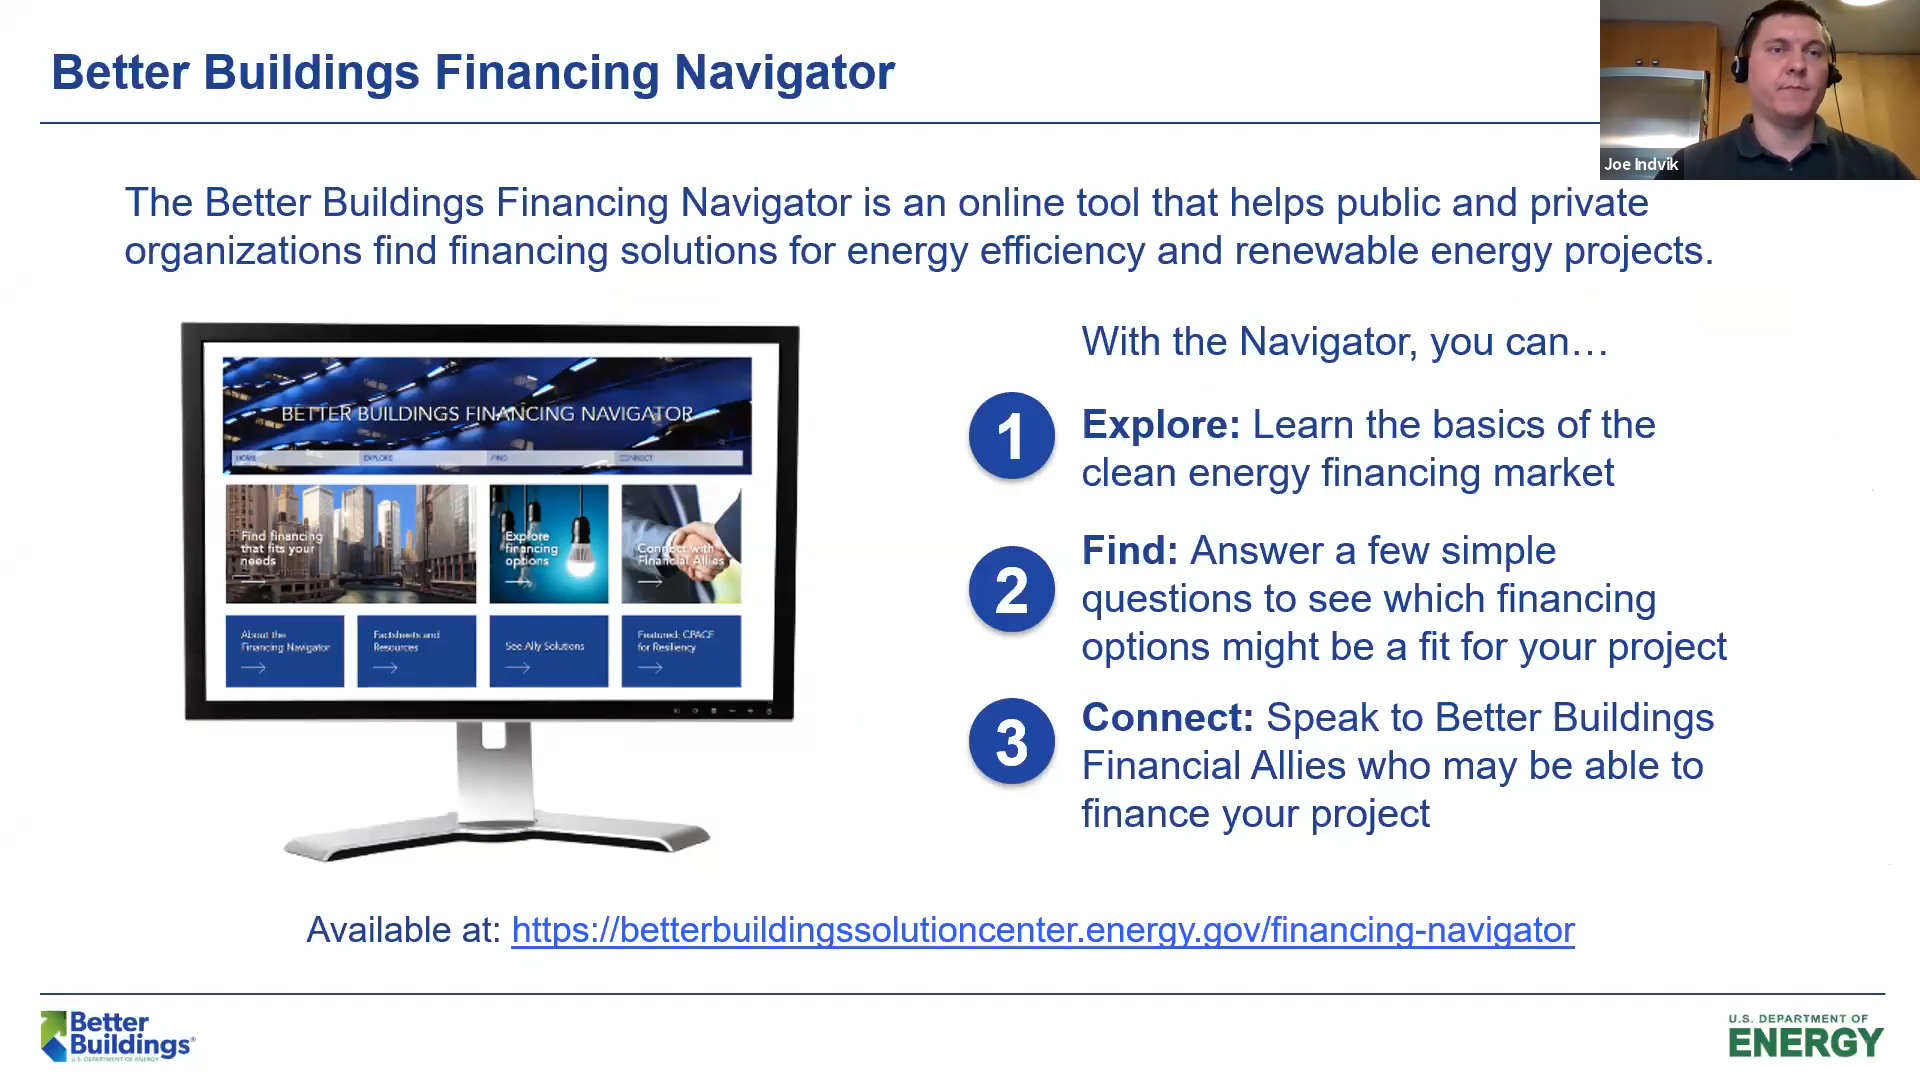 Better Buildings Financing Navigator
Joe Indvik
The Better Buildings Financing Navigator is an online tool that helps public and private
organizations find financing solutions for energy efficiency and renewable energy projects.
BETTER BUILDINGS FINANCING NAVIGATOR
HOME EXPLORE FIND CONNECT
Find financing
that fits your
needs
Explore
financing
options
Connect with
Financial Allies
About the
Financing Navigator
Factsheets and
Resources
See Ally Solutions
Featured: CPACE
for Resiliency
With the Navigator, you can…
1
Explore: Learn the basics of the
clean energy financing market
2
Find: Answer a few simple
questions to see which financing
options might be a fit for your project
3
Connect: Speak to Better Buildings
Financial Allies who may be able to
finance your project
Available at: https://betterbuildingssolutioncenter.energy.gov/financing-navigator
Better
Buildings®
U.S. DEPARTMENT OF ENERGY
U.S. DEPARTMENT OF
ENERGY